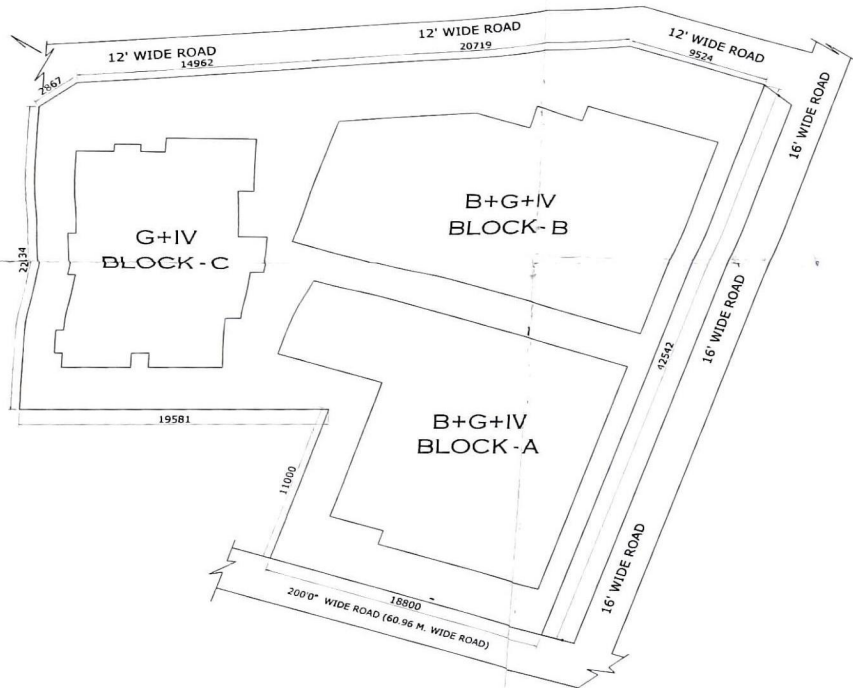 12' WIDE ROAD
12' WIDE ROAD
12' WIDE ROAD
14962
20719
9524
2867
16' WIDE ROAD
B+G+IV
BLOCK-B
G+IV
BLOCK-C
22134
16' WIDE ROAD
42542
19581
B+G+IV
BLOCK-A
11000
16' WIDE ROAD
18800
200'0" WIDE ROAD (60.96 M. WIDE ROAD)